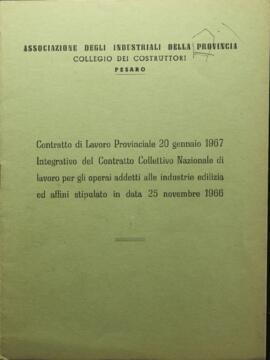 ASSOCIAZIONE DEGLI INDUSTRIALI DELLA PROVINCIA
COLLEGIO DEI COSTRUTTORI
PESARO
Contratto di Lavoro Provinciale 20 gennaio 1967
Integrativo del Contratto Collettivo Nazionale di
lavoro per gli operai addetti alle industrie edilizia
ed affini stipulato in data 25 novembre 1966